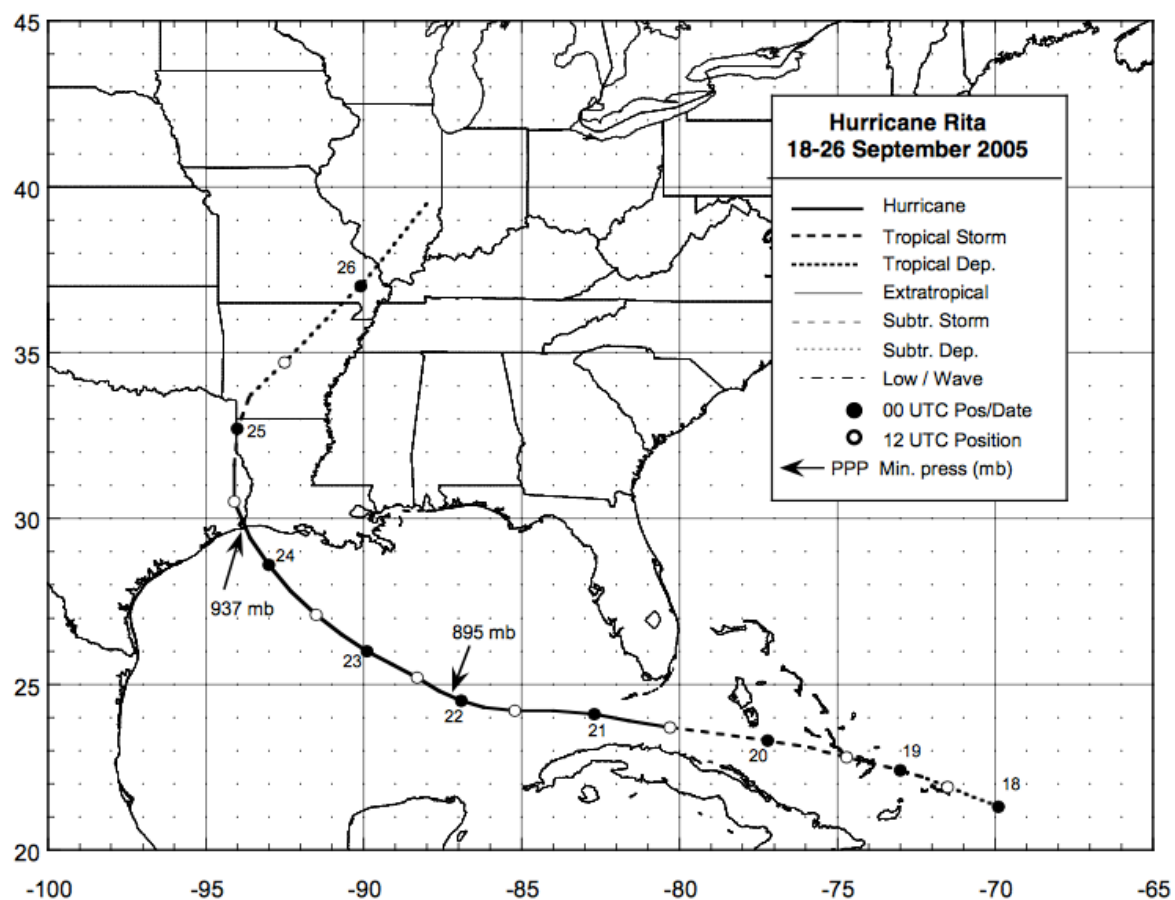 45
40
35
30
25
20
-100
-95
-90
-85
-80
-75
-70
-65
Hurricane Rita
18-26 September 2005
Hurricane
Tropical Storm
Tropical Dep.
Extratropical
Subtr. Storm
Subtr. Dep.
Low / Wave
00 UTC Pos/Date
12 UTC Position
PPP Min. press (mb)
26
25
24
937 mb
895 mb
23
22
21
20
19
18